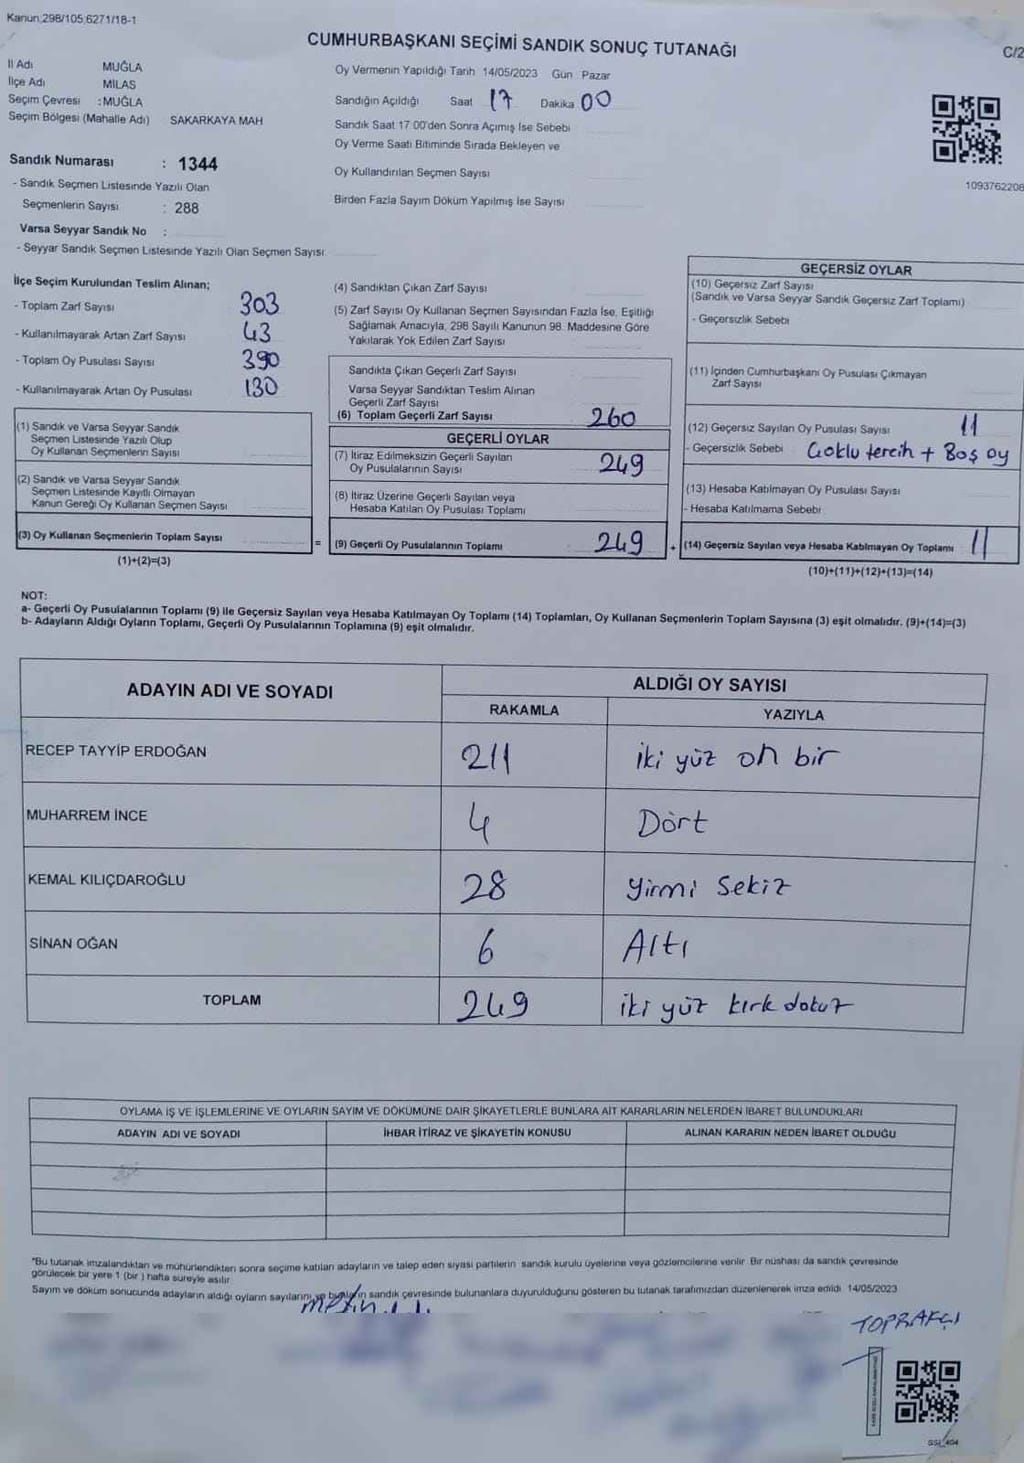 Kanun;298/105;6271/18-1
CUMHURBAŞKANI SEÇİMİ SANDIK SONUÇ TUTANAĞI
C/2
İl Adı MUĞLA
İlçe Adı MİLAS
Seçim Çevresi : MUĞLA
Seçim Bölgesi (Mahalle Adı) SAKARKAYA MAH
Sandık Numarası : 1344
- Sandık Seçmen Listesinde Yazılı Olan
Seçmenlerin Sayısı : 288
Varsa Seyyar Sandık No :
- Seyyar Sandık Seçmen Listesinde Yazılı Olan Seçmen Sayısı
Oy Vermenin Yapıldığı Tarih 14/05/2023 Gün Pazar
Sandığın Açıldığı Saat 17 Dakika 00
Sandık Saat 17:00'den Sonra Açımış İse Sebebi
Oy Verme Saati Bitiminde Sırada Bekleyen ve
Oy Kullandırılan Seçmen Sayısı
Birden Fazla Sayım Döküm Yapılmış İse Sayısı
1093762208
İlçe Seçim Kurulundan Teslim Alınan;
- Toplam Zarf Sayısı 303
- Kullanılmayarak Artan Zarf Sayısı 43
- Toplam Oy Pusulası Sayısı 390
- Kullanılmayarak Artan Oy Pusulası 130
(1) Sandık ve Varsa Seyyar Sandık
Seçmen Listesinde Yazılı Olup
Oy Kullanan Seçmenlerin Sayısı
(2) Sandık ve Varsa Seyyar Sandık
Seçmen Listesinde Kayıtlı Olmayan
Kanun Gereği Oy Kullanan Seçmen Sayısı
(3) Oy Kullanan Seçmenlerin Toplam Sayısı =
(1)+(2)=(3)
(4) Sandıktan Çıkan Zarf Sayısı
(5) Zarf Sayısı Oy Kullanan Seçmen Sayısından Fazla İse, Eşitliği
Sağlamak Amacıyla, 298 Sayılı Kanunun 98. Maddesine Göre
Yakılarak Yok Edilen Zarf Sayısı
Sandıkta Çıkan Geçerli Zarf Sayısı
Varsa Seyyar Sandıktan Teslim Alınan
Geçerli Zarf Sayısı
(6) Toplam Geçerli Zarf Sayısı 260
GEÇERLİ OYLAR
(7) İtiraz Edilmeksizin Geçerli Sayılan
Oy Pusulalarının Sayısı 249
(8) İtiraz Üzerine Geçerli Sayılan veya
Hesaba Katılan Oy Pusulası Toplamı
(9) Geçerli Oy Pusulalarının Toplamı 249 +
GEÇERSİZ OYLAR
(10) Geçersiz Zarf Sayısı
(Sandık ve Varsa Seyyar Sandık Geçersiz Zarf Toplamı)
- Geçersizlik Sebebi
(11) İçinden Cumhurbaşkanı Oy Pusulası Çıkmayan
Zarf Sayısı
(12) Geçersiz Sayılan Oy Pusulası Sayısı 11
- Geçersizlik Sebebi Çoklu tercih + Boş oy
(13) Hesaba Katılmayan Oy Pusulası Sayısı
- Hesaba Katılmama Sebebi
(14) Geçersiz Sayılan veya Hesaba Katılmayan Oy Toplamı 11
(10)+(11)+(12)+(13)=(14)
NOT:
a- Geçerli Oy Pusulalarının Toplamı (9) ile Geçersiz Sayılan veya Hesaba Katılmayan Oy Toplamı (14) Toplamları, Oy Kullanan Seçmenlerin Toplam Sayısına (3) eşit olmalıdır. (9)+(14)=(3)
b- Adayların Aldığı Oyların Toplamı, Geçerli Oy Pusulalarının Toplamına (9) eşit olmalıdır.
ADAYIN ADI VE SOYADI
ALDIĞI OY SAYISI
RAKAMLA YAZIYLA
RECEP TAYYİP ERDOĞAN 211 iki yüz on bir
MUHARREM İNCE 4 Dört
KEMAL KILIÇDAROĞLU 28 Yirmi Sekiz
SİNAN OĞAN 6 Altı
TOPLAM 249 iki yüz kırk dokuz
OYLAMA İŞ VE İŞLEMLERİNE VE OYLARIN SAYIM VE DÖKÜMÜNE DAİR ŞİKAYETLERLE BUNLARA AİT KARARLARIN NELERDEN İBARET BULUNDUKLARI
ADAYIN ADI VE SOYADI İHBAR İTİRAZ VE ŞİKAYETİN KONUSU ALINAN KARARIN NEDEN İBARET OLDUĞU
*Bu tutanak imzalandıktan ve mühürlendikten sonra seçime katılan adayların ve talep eden siyasi partilerin sandık kurulu üyelerine veya gözlemcilerine verilir. Bir nüshası da sandık çevresinde
görülecek bir yere 1 (bir ) hafta süreyle asılır.
Sayım ve döküm sonucunda adayların aldığı oyların sayılarını ve bunların sandık çevresinde bulunanlara duyurulduğunu gösteren bu tutanak tarafımızdan düzenlenerek imza edildi. 14/05/2023
TOPRAKÇI